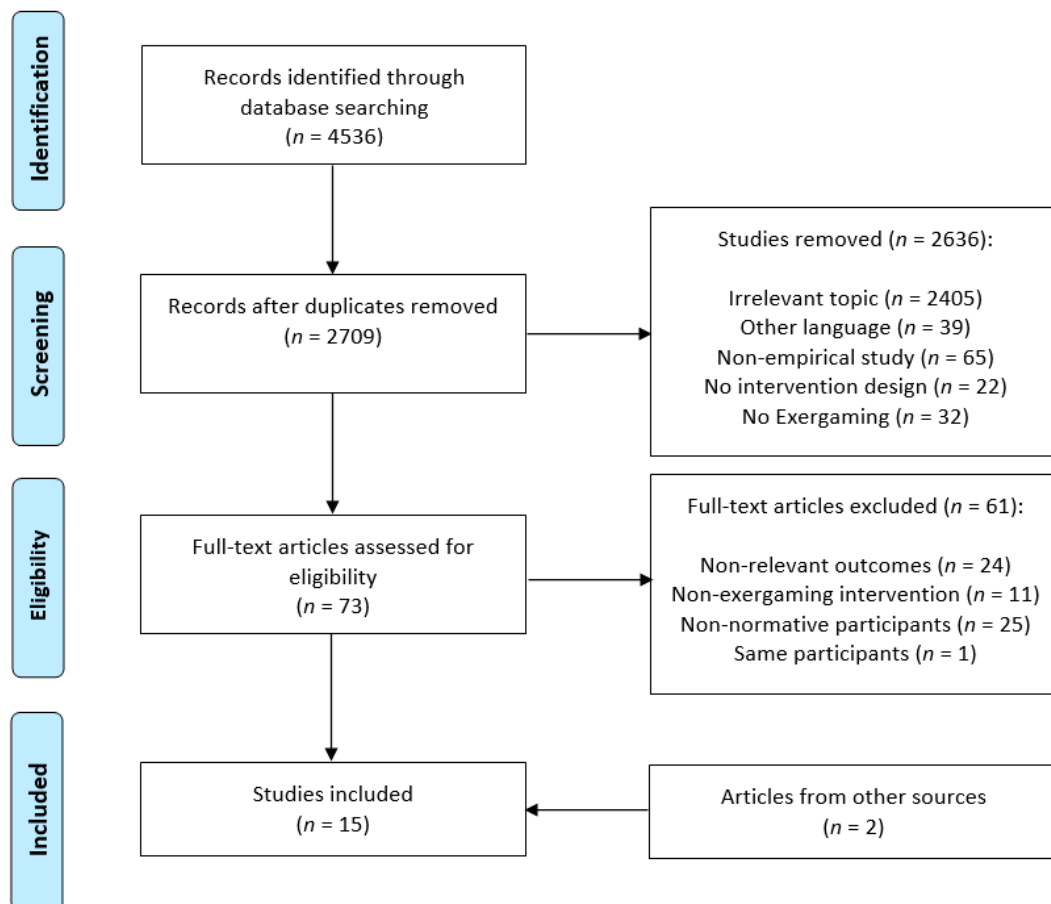 Identification
Records identified through
database searching
(n = 4536)
Screening
Records after duplicates removed
(n = 2709)
Studies removed (n = 2636):
Irrelevant topic (n = 2405)
Other language (n = 39)
Non-empirical study (n = 65)
No intervention design (n = 22)
No Exergaming (n = 32)
Eligibility
Full-text articles assessed for
eligibility
(n = 73)
Full-text articles excluded (n = 61):
Non-relevant outcomes (n = 24)
Non-exergaming intervention (n = 11)
Non-normative participants (n = 25)
Same participants (n = 1)
Included
Studies included
(n = 15)
Articles from other sources
(n = 2)